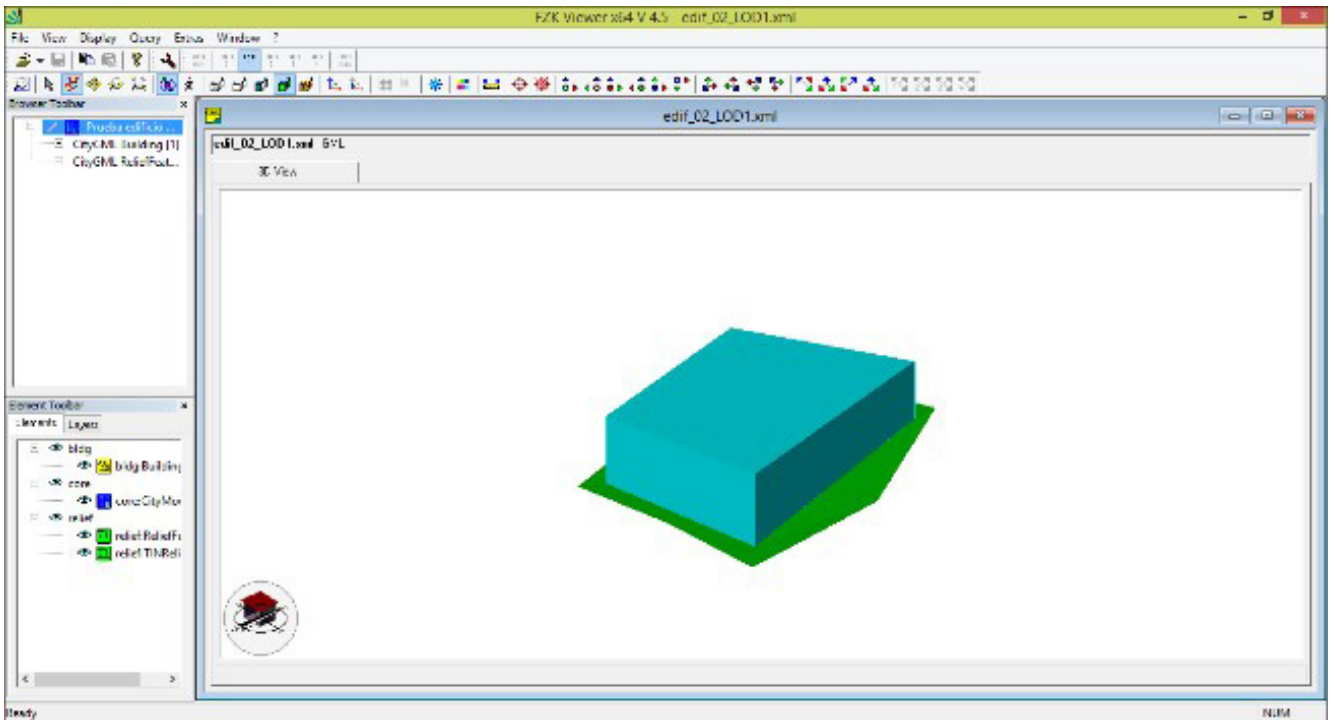 FZK Viewer x64 V 4.5 edif_02_LOD1.xml
File View Display Query Extras Window ?
Browser Toolbar
Prueba edificio ...
CityGML Building [1]
CityGML ReliefFeat...
edif_02_LOD1.xml
edif_02_LOD1.xml GML
3D View
Element Toolbar
Elements Layers
bldg
bldg:Building
core
core:CityMo
relief
relief:ReliefFe
relief:TINReli
Ready
NUM